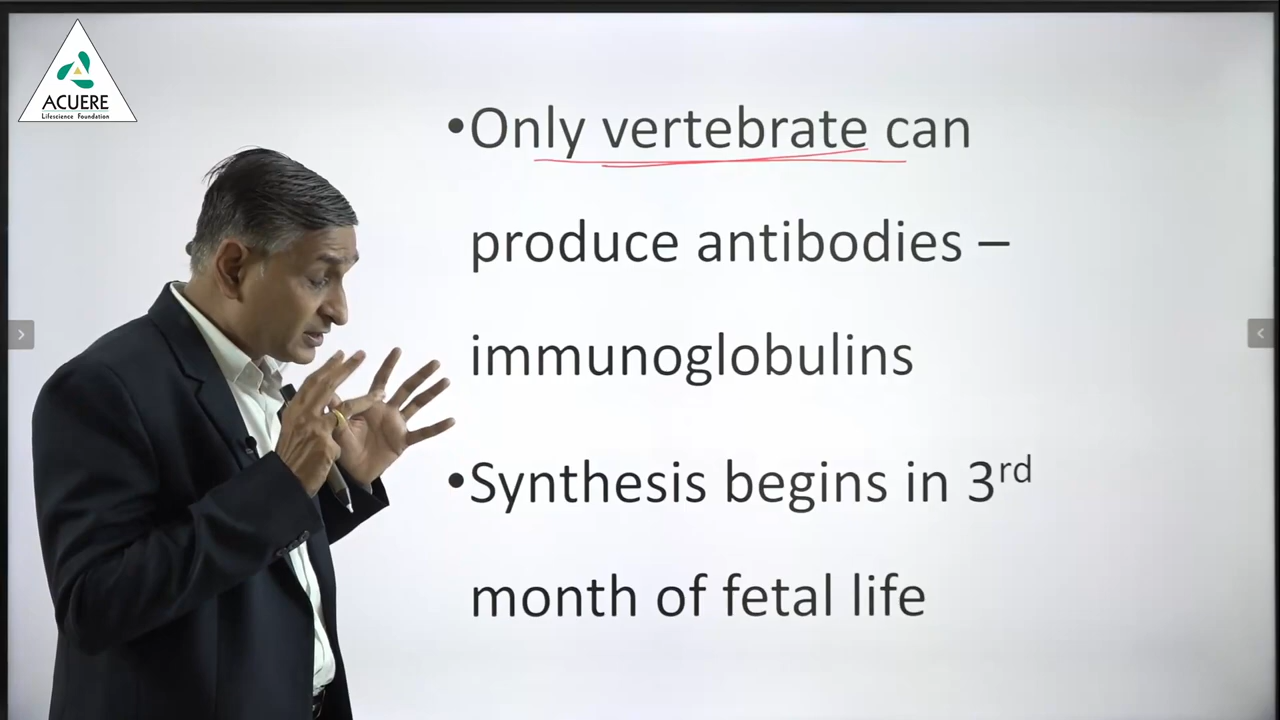 ACUERE
Lifescience Foundation
•Only vertebrate can
produce antibodies –
immunoglobulins
•Synthesis begins in 3rd
month of fetal life